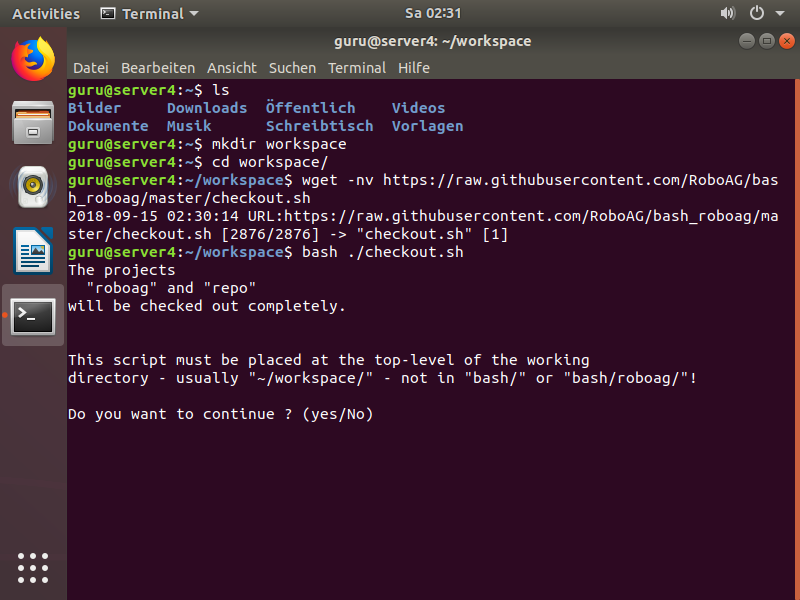 Activities Terminal Sa 02:31
guru@server4: ~/workspace
Datei Bearbeiten Ansicht Suchen Terminal Hilfe
guru@server4:~$ ls
Bilder Downloads Öffentlich Videos
Dokumente Musik Schreibtisch Vorlagen
guru@server4:~$ mkdir workspace
guru@server4:~$ cd workspace/
guru@server4:~/workspace$ wget -nv https://raw.githubusercontent.com/RoboAG/bas
h_roboag/master/checkout.sh
2018-09-15 02:30:14 URL:https://raw.githubusercontent.com/RoboAG/bash_roboag/ma
ster/checkout.sh [2876/2876] -> "checkout.sh" [1]
guru@server4:~/workspace$ bash ./checkout.sh
The projects
"roboag" and "repo"
will be checked out completely.
This script must be placed at the top-level of the working
directory - usually "~/workspace/" - not in "bash/" or "bash/roboag/"!
Do you want to continue ? (yes/No)